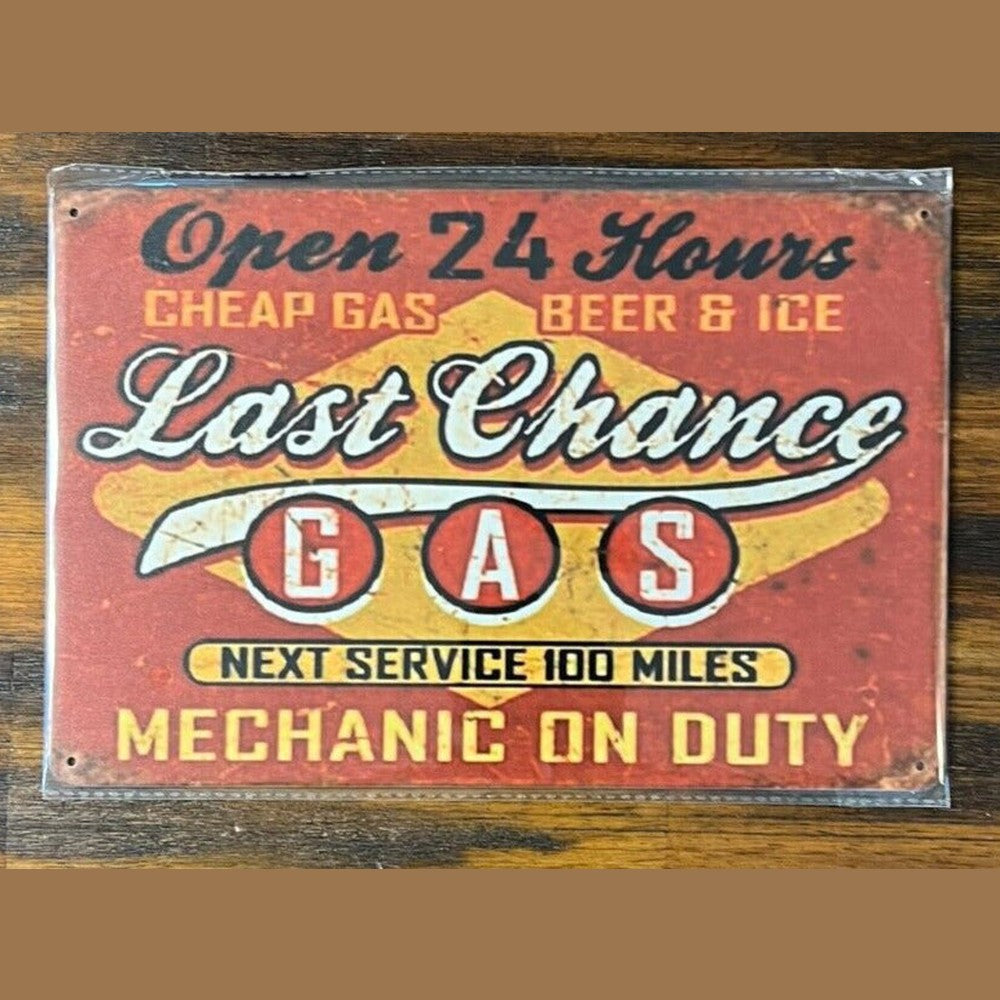 Open 24 Hours
CHEAP GAS BEER & ICE
Last Chance
GAS
NEXT SERVICE 100 MILES
MECHANIC ON DUTY